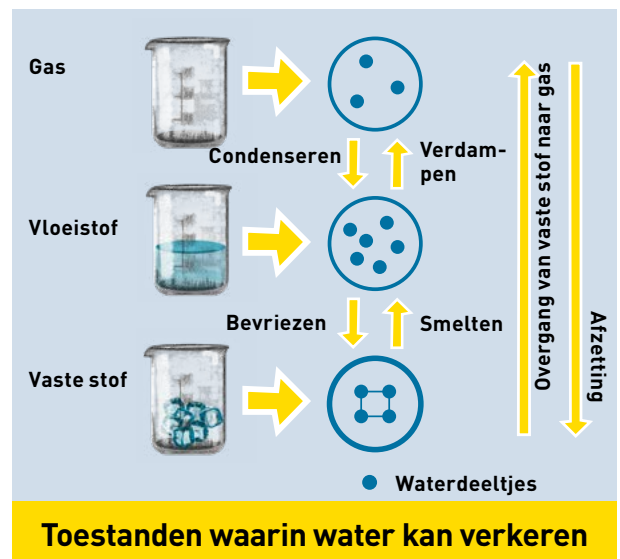 Gas
Condenseren
Verdam-
pen
Vloeistof
Bevriezen
Smelten
Vaste stof
Overgang van vaste stof naar gas
Afzetting
Waterdeeltjes
Toestanden waarin water kan verkeren